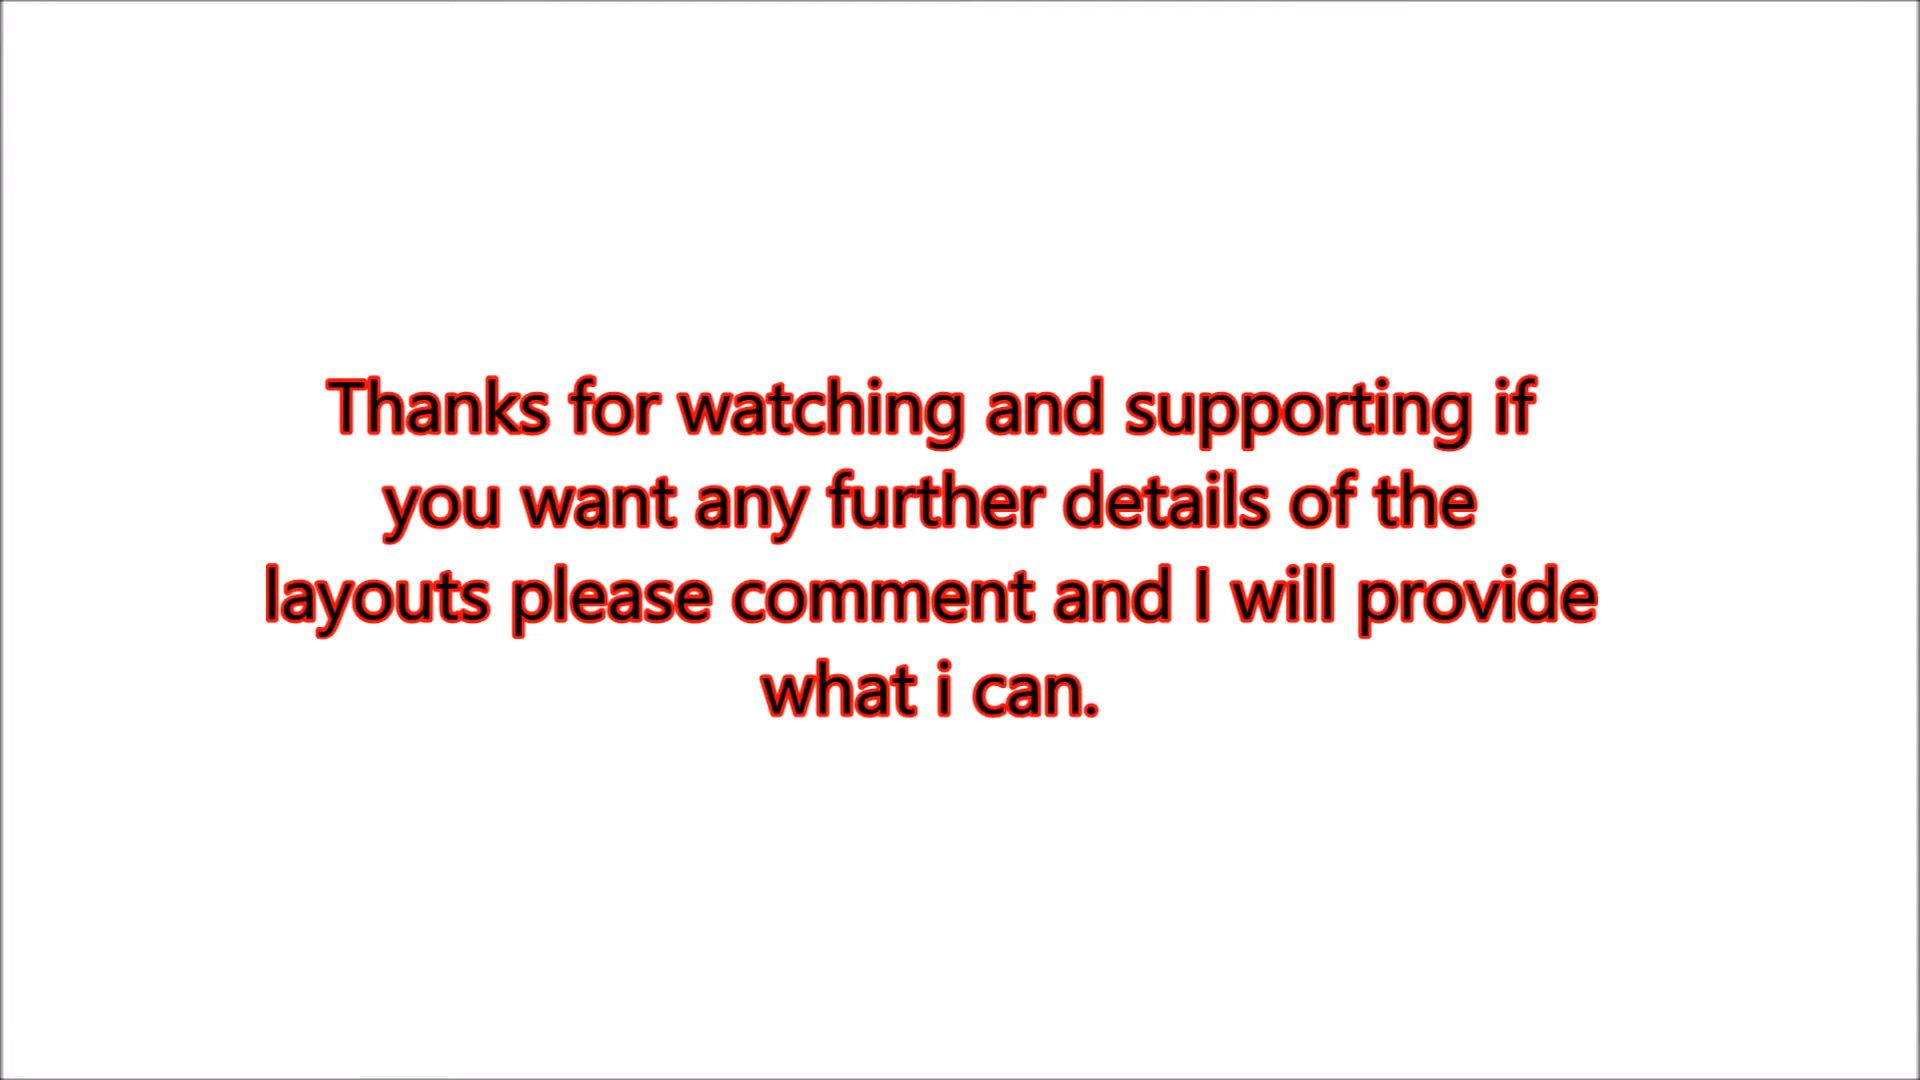 Thanks for watching and supporting if
you want any further details of the
layouts please comment and I will provide
what i can.